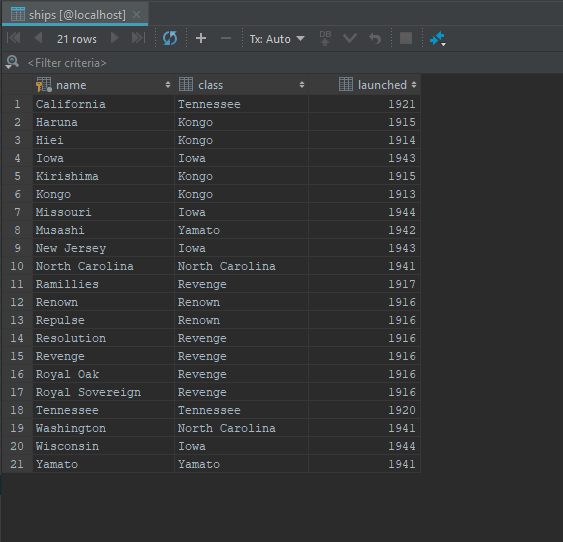 ships [@localhost]
21 rows Tx: Auto DB
<Filter criteria>
name class launched
1 California Tennessee 1921
2 Haruna Kongo 1915
3 Hiei Kongo 1914
4 Iowa Iowa 1943
5 Kirishima Kongo 1915
6 Kongo Kongo 1913
7 Missouri Iowa 1944
8 Musashi Yamato 1942
9 New Jersey Iowa 1943
10 North Carolina North Carolina 1941
11 Ramillies Revenge 1917
12 Renown Renown 1916
13 Repulse Renown 1916
14 Resolution Revenge 1916
15 Revenge Revenge 1916
16 Royal Oak Revenge 1916
17 Royal Sovereign Revenge 1916
18 Tennessee Tennessee 1920
19 Washington North Carolina 1941
20 Wisconsin Iowa 1944
21 Yamato Yamato 1941